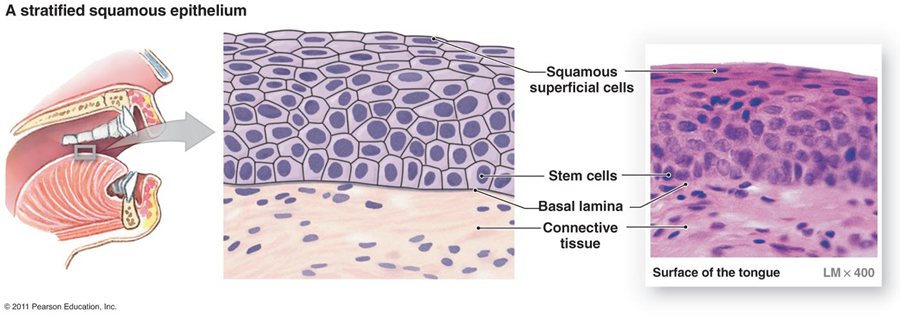 A stratified squamous epithelium
Squamous
superficial cells
Stem cells
Basal lamina
Connective
tissue
Surface of the tongue LM × 400
© 2011 Pearson Education, Inc.